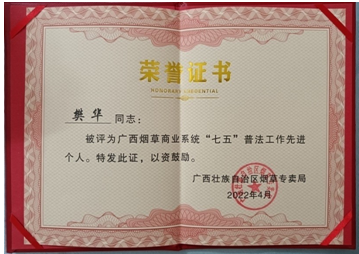 荣誉证书
HONORARY CREDENTIAL
樊华 同志：
被评为广西烟草商业系统“七五”普法工作先进
个人。特发此证，以资鼓励。
广西壮族自治区烟草专卖局
2022年4月